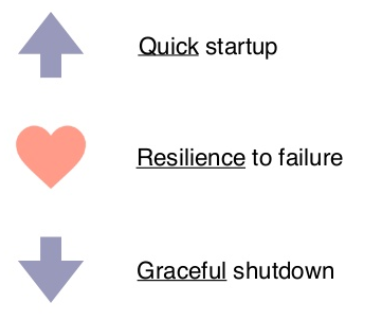 Quick startup
Resilience to failure
Graceful shutdown